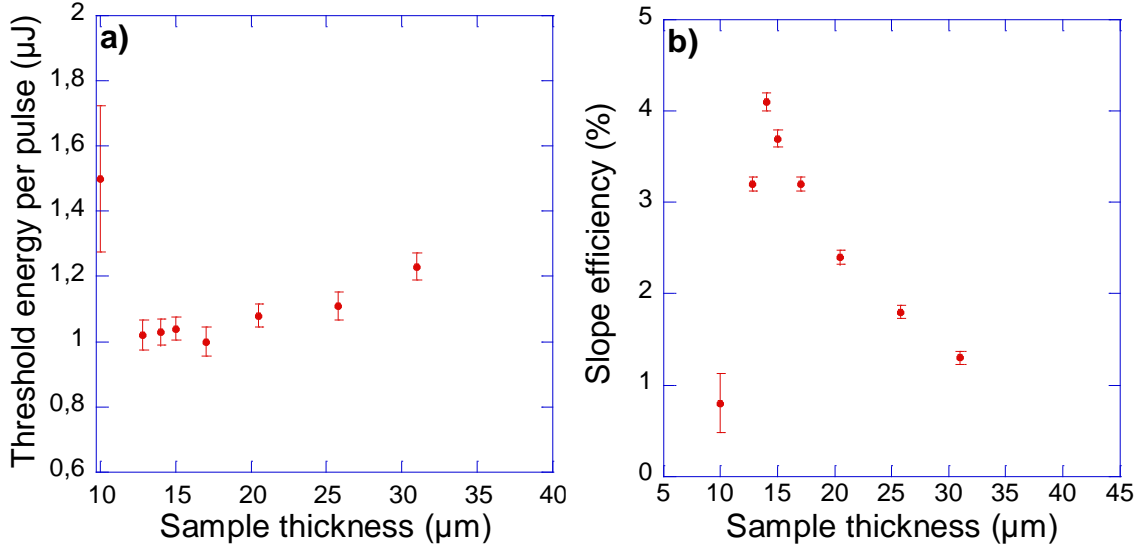 a)
Threshold energy per pulse (µJ)
2
1,8
1,6
1,4
1,2
1
0,8
0,6
10 15 20 25 30 35 40
Sample thickness (µm)
b)
Slope efficiency (%)
5
4
3
2
1
0
5 10 15 20 25 30 35 40 45
Sample thickness (µm)